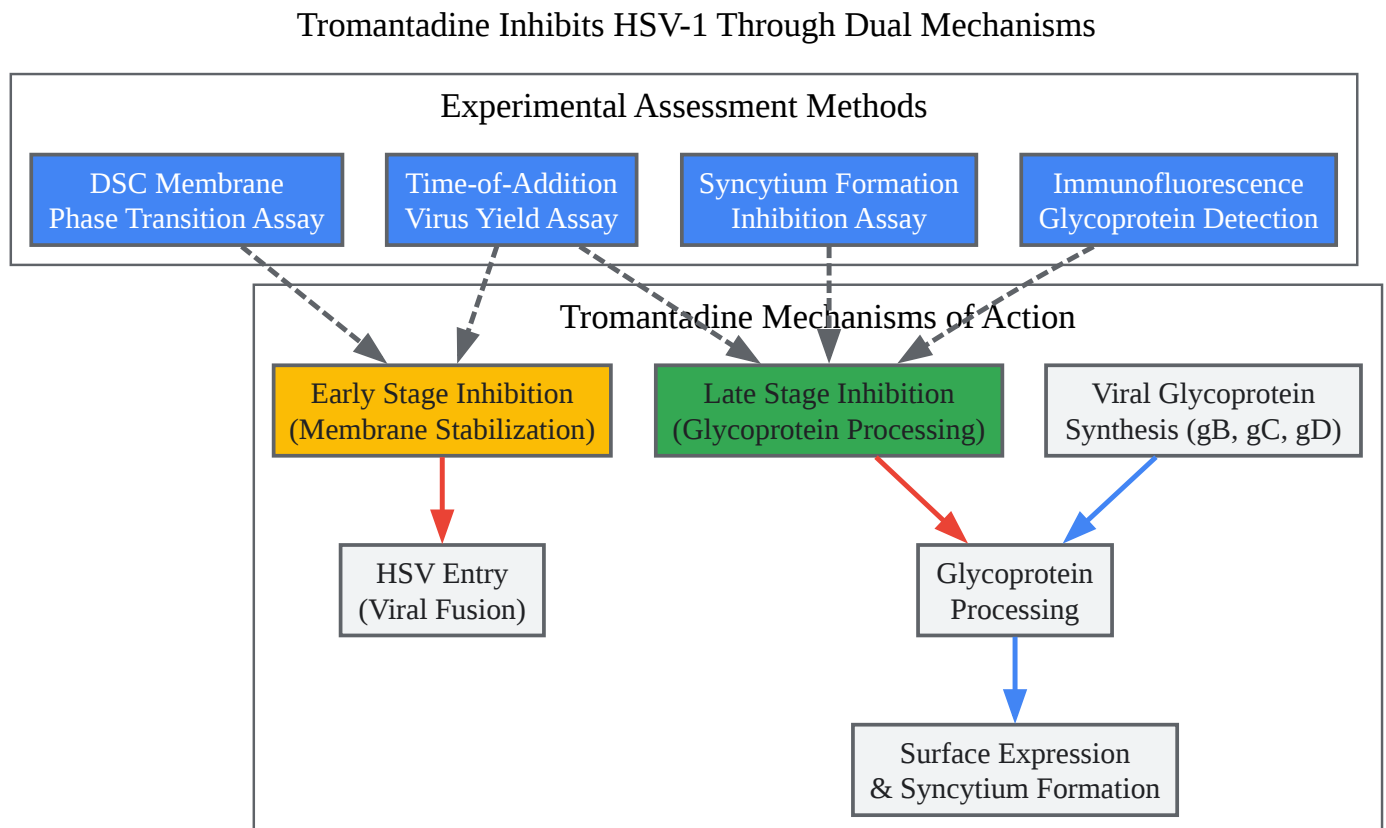 Tromantadine Inhibits HSV-1 Through Dual Mechanisms
Experimental Assessment Methods
DSC Membrane
Phase Transition Assay
Time-of-Addition
Virus Yield Assay
Syncytium Formation
Inhibition Assay
Immunofluorescence
Glycoprotein Detection
Tromantadine Mechanisms of Action
Early Stage Inhibition
(Membrane Stabilization)
Late Stage Inhibition
(Glycoprotein Processing)
Viral Glycoprotein
Synthesis (gB, gC, gD)
HSV Entry
(Viral Fusion)
Glycoprotein
Processing
Surface Expression
& Syncytium Formation